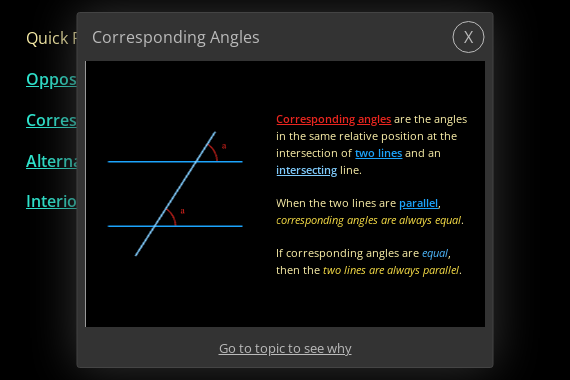 Quick
Corresponding Angles
X
Oppos
Corres
Alterna
Interio
a
a
Corresponding angles are the angles
in the same relative position at the
intersection of two lines and an
intersecting line.
When the two lines are parallel,
corresponding angles are always equal.
If corresponding angles are equal,
then the two lines are always parallel.
Go to topic to see why